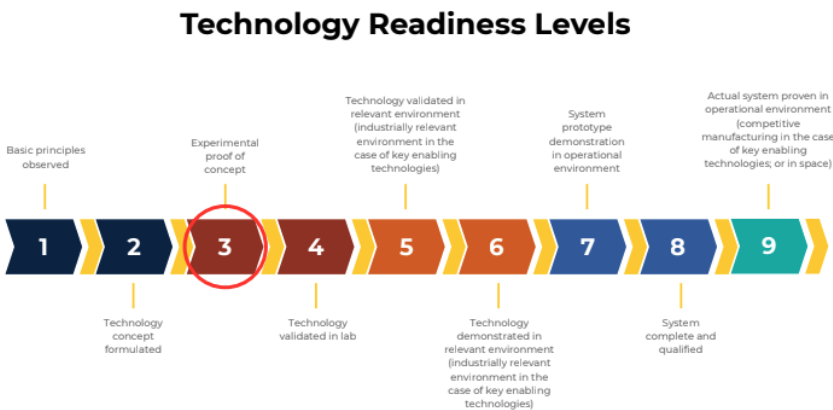 Technology Readiness Levels
Basic principles
observed
Experimental
proof of
concept
Technology validated in
relevant environment
(industrially relevant
environment in the
case of key enabling
technologies)
System
prototype
demonstration
in operational
environment
Actual system proven in
operational environment
(competitive
manufacturing in the case
of key enabling
technologies; or in space)
1
2
3
4
5
6
7
8
9
Technology
concept
formulated
Technology
validated in lab
Technology
demonstrated in
relevant environment
(industrially relevant
environment in the
case of key enabling
technologies)
System
complete and
qualified